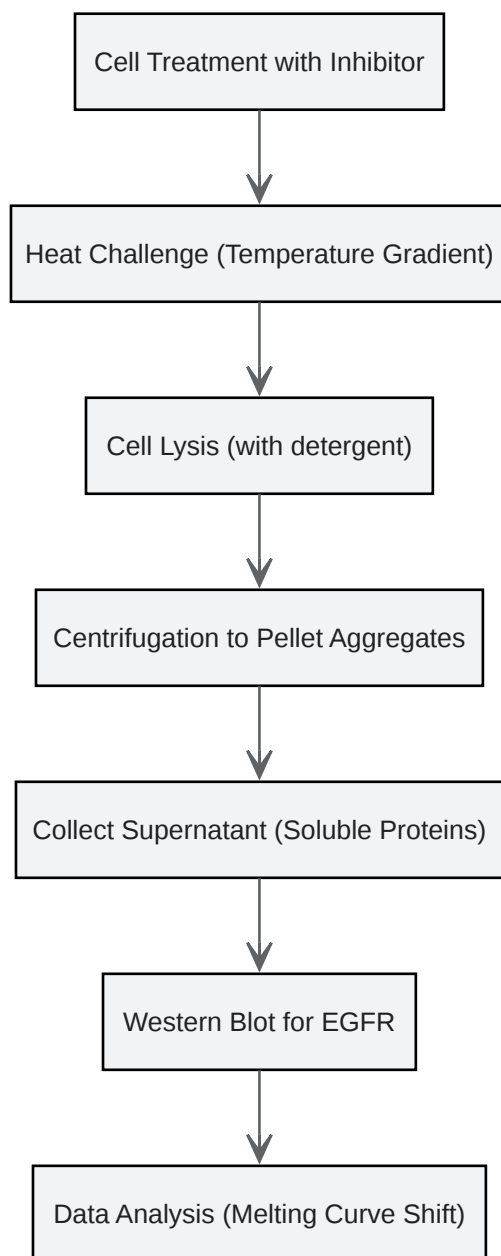 Cell Treatment with Inhibitor
Heat Challenge (Temperature Gradient)
Cell Lysis (with detergent)
Centrifugation to Pellet Aggregates
Collect Supernatant (Soluble Proteins)
Western Blot for EGFR
Data Analysis (Melting Curve Shift)